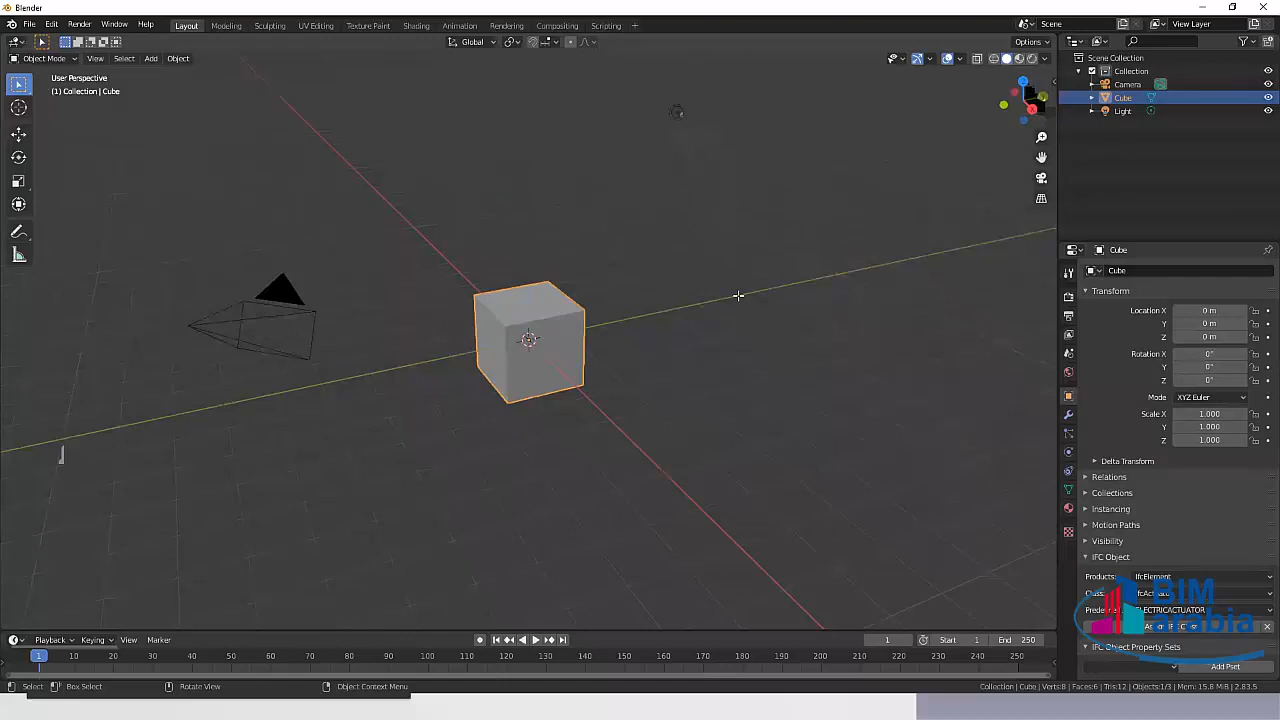 Blender
File Edit Render Window Help Layout Modeling Sculpting UV Editing Texture Paint Shading Animation Rendering Compositing Scripting + Scene View Layer
Global Options
Object Mode View Select Add Object
User Perspective
(1) Collection | Cube
Scene Collection
Collection
Camera
Cube
Light
Cube
Cube
Transform
Location X 0 m
Y 0 m
Z 0 m
Rotation X 0°
Y 0°
Z 0°
Mode XYZ Euler
Scale X 1.000
Y 1.000
Z 1.000
Delta Transform
Relations
Collections
Instancing
Motion Paths
Visibility
IFC Object
Products: IfcElement
BIM
arabia
IFC Object Property Sets
Add Pset
Playback Keying View Marker 1 Start 1 End 250
1 10 20 30 40 50 60 70 80 90 100 110 120 130 140 150 160 170 180 190 200 210 220 230 240 250
Select Box Select Rotate View Object Context Menu Collection | Cube | Verts:8 | Faces:6 | Tris:12 | Objects:1/3 | Mem: 15.8 MiB | 2.83.5